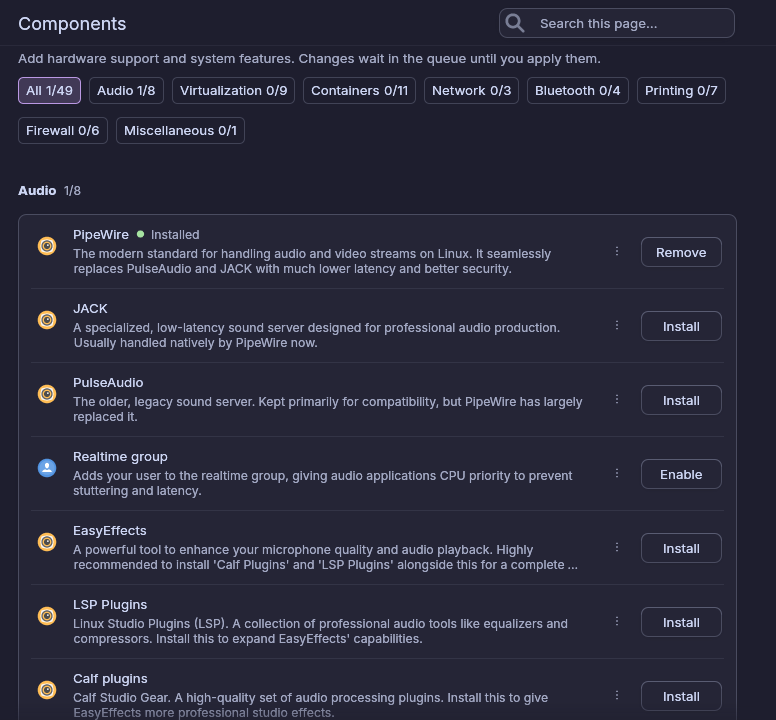 Components
Search this page...
Add hardware support and system features. Changes wait in the queue until you apply them.
All 1/49 Audio 1/8 Virtualization 0/9 Containers 0/11 Network 0/3 Bluetooth 0/4 Printing 0/7
Firewall 0/6 Miscellaneous 0/1
Audio 1/8
PipeWire Installed
The modern standard for handling audio and video streams on Linux. It seamlessly
replaces PulseAudio and JACK with much lower latency and better security.
Remove
JACK
A specialized, low-latency sound server designed for professional audio production.
Usually handled natively by PipeWire now.
Install
PulseAudio
The older, legacy sound server. Kept primarily for compatibility, but PipeWire has largely
replaced it.
Install
Realtime group
Adds your user to the realtime group, giving audio applications CPU priority to prevent
stuttering and latency.
Enable
EasyEffects
A powerful tool to enhance your microphone quality and audio playback. Highly
recommended to install 'Calf Plugins' and 'LSP Plugins' alongside this for a complete ...
Install
LSP Plugins
Linux Studio Plugins (LSP). A collection of professional audio tools like equalizers and
compressors. Install this to expand EasyEffects' capabilities.
Install
Calf plugins
Calf Studio Gear. A high-quality set of audio processing plugins. Install this to give
EasyEffects more professional studio effects.
Install